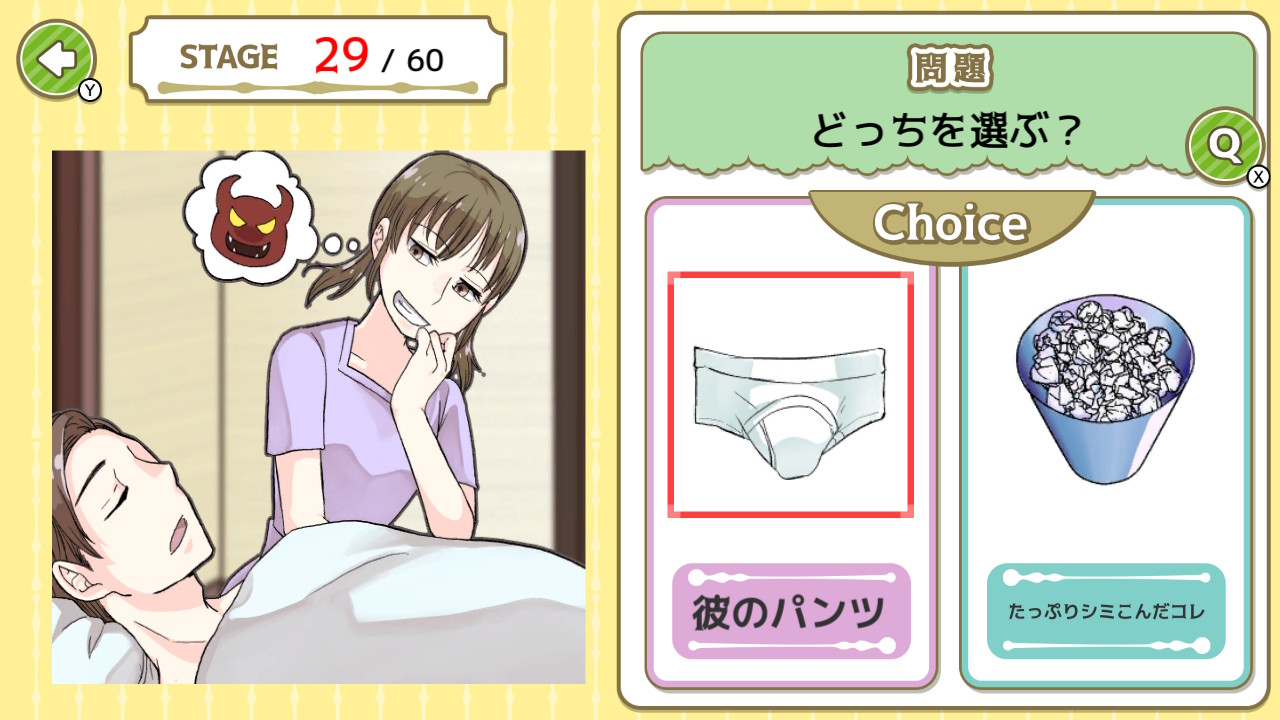 STAGE 29 / 60
Y
問題
どっちを選ぶ？
Q
X
Choice
彼のパンツ
たっぷりシミこんだコレ